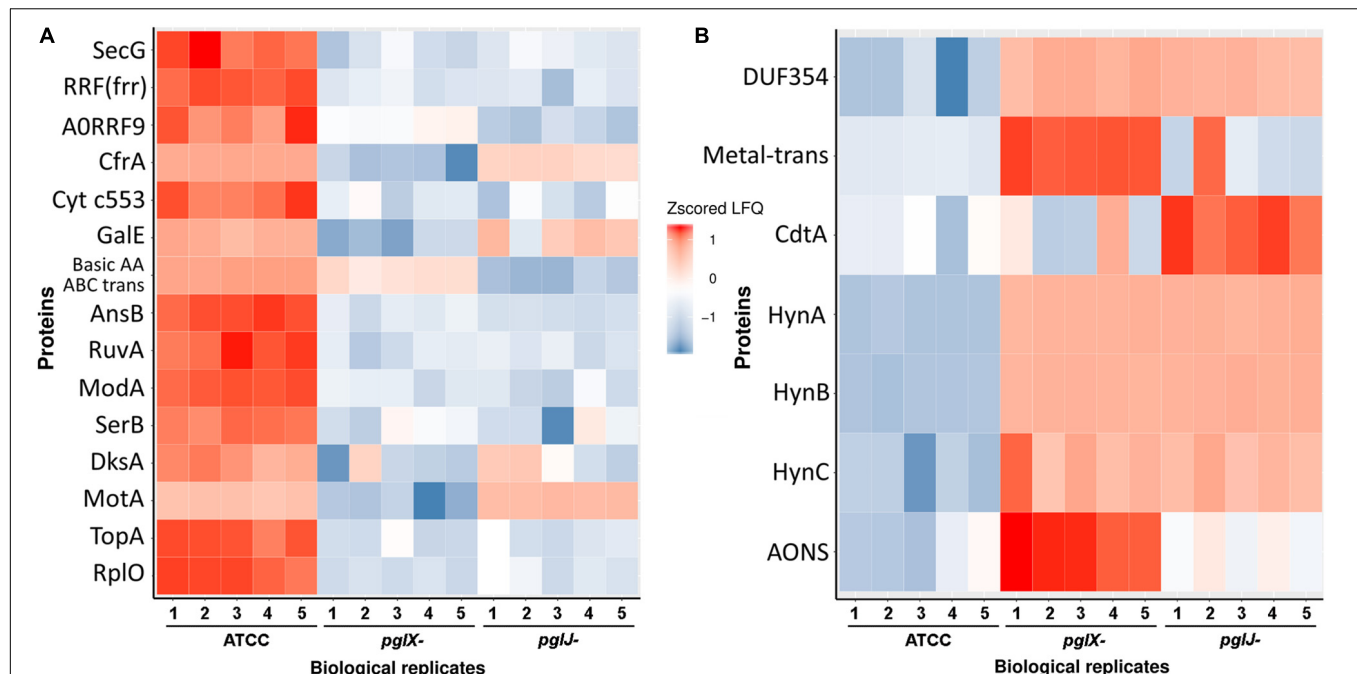 A
SecG
RRF(frr)
A0RRF9
CfrA
Cyt c553
GalE
Basic AA
ABC trans
AnsB
RuvA
ModA
SerB
DksA
MotA
TopA
RplO
Proteins
1 2 3 4 5 1 2 3 4 5 1 2 3 4 5
ATCC pglX- pglJ-
Biological replicates
Zscored LFQ
1
0
−1
B
DUF354
Metal-trans
CdtA
HynA
HynB
HynC
AONS
Proteins
1 2 3 4 5 1 2 3 4 5 1 2 3 4 5
ATCC pglX- pglJ-
Biological replicates